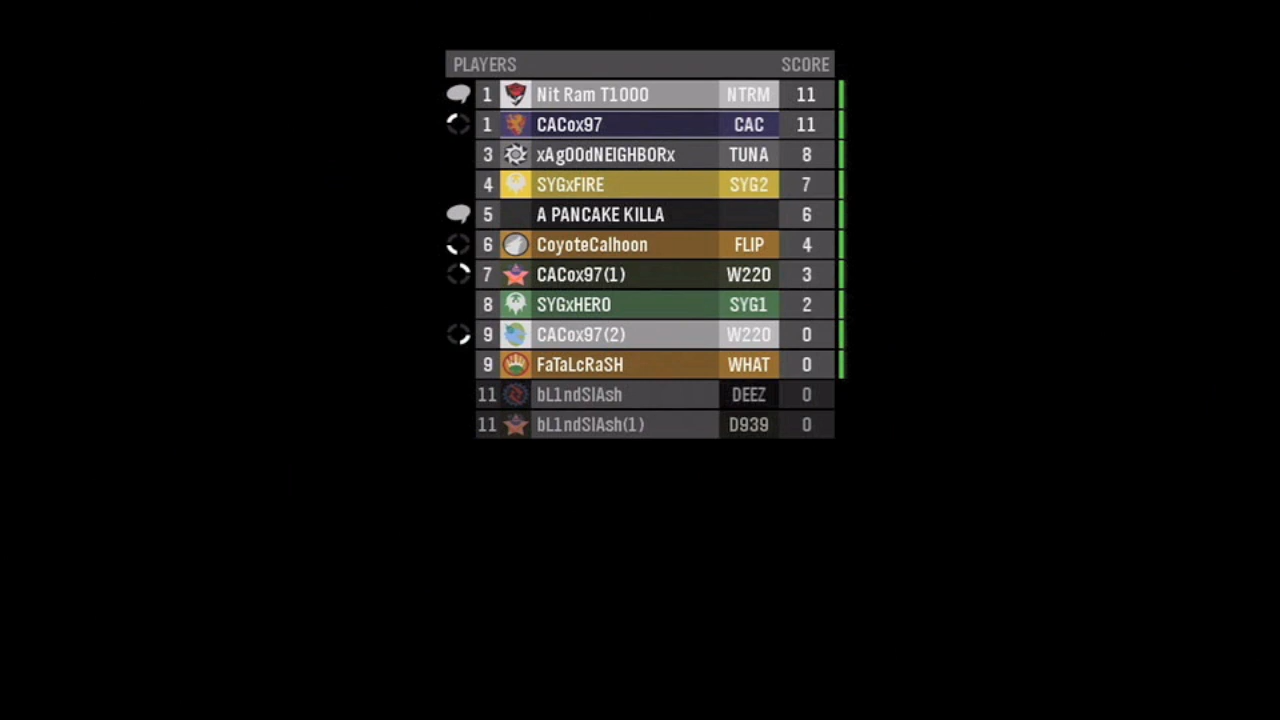 PLAYERS SCORE
1 Nit Ram T1000 NTRM 11
1 CACox97 CAC 11
3 xAgOOdNEIGHBORx TUNA 8
4 SYGxFIRE SYG2 7
5 A PANCAKE KILLA 6
6 CoyoteCalhoon FLIP 4
7 CACox97(1) W220 3
8 SYGxHERO SYG1 2
9 CACox97(2) W220 0
9 FaTaLcRaSH WHAT 0
11 bL1ndSlAsh DEEZ 0
11 bL1ndSlAsh(1) D939 0